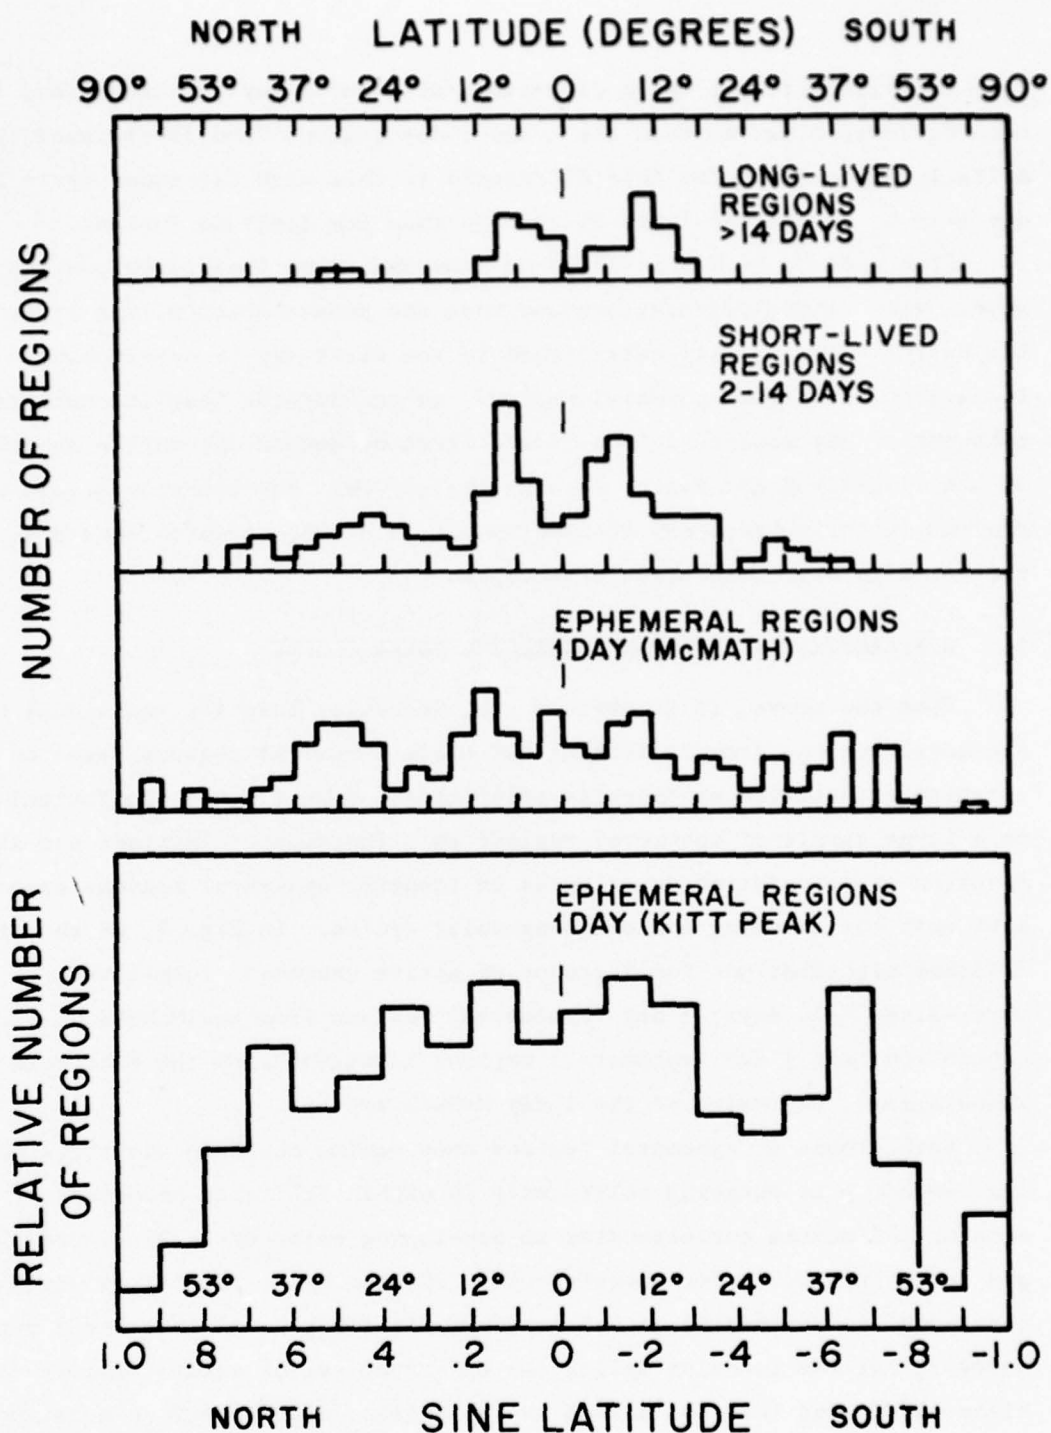 NORTH LATITUDE (DEGREES) SOUTH
90° 53° 37° 24° 12° 0 12° 24° 37° 53° 90°
NUMBER OF REGIONS
LONG-LIVED
REGIONS
>14 DAYS
SHORT-LIVED
REGIONS
2-14 DAYS
EPHEMERAL REGIONS
1 DAY (McMATH)
RELATIVE NUMBER
OF REGIONS
EPHEMERAL REGIONS
1 DAY (KITT PEAK)
53° 37° 24° 12° 0 12° 24° 37° 53°
1.0 .8 .6 .4 .2 0 -.2 -.4 -.6 -.8 -1.0
NORTH SINE LATITUDE SOUTH